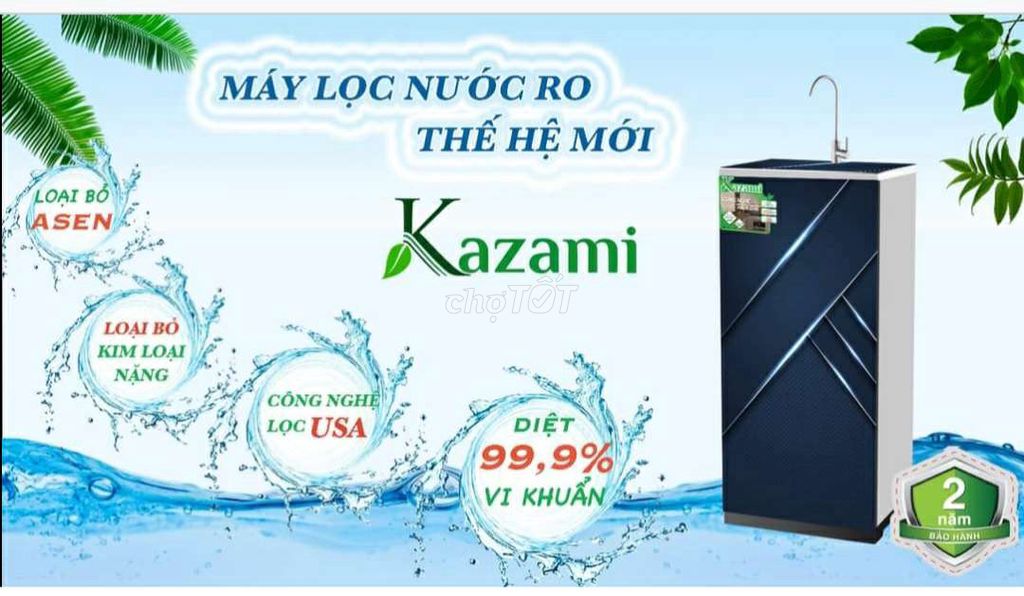 MÁY LỌC NƯỚC RO
THẾ HỆ MỚI
Kazami
chợTỐT
LOẠI BỎ
ASEN
LOẠI BỎ
KIM LOẠI
NẶNG
CÔNG NGHỆ
LỌC USA
DIỆT
99,9%
VI KHUẨN
Kazami
2
năm
BẢO HÀNH